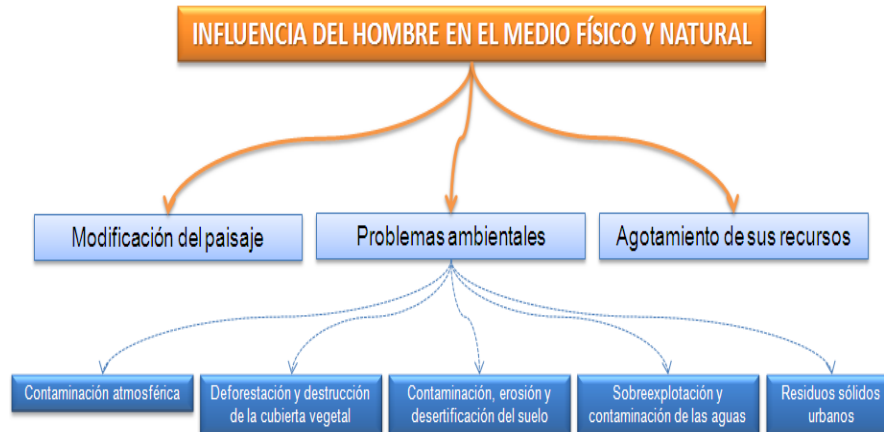 INFLUENCIA DEL HOMBRE EN EL MEDIO FÍSICO Y NATURAL
Modificación del paisaje
Problemas ambientales
Agotamiento de sus recursos
Contaminación atmosférica
Deforestación y destrucción
de la cubierta vegetal
Contaminación, erosión y
desertificación del suelo
Sobreexplotación y
contaminación de las aguas
Residuos sólidos
urbanos